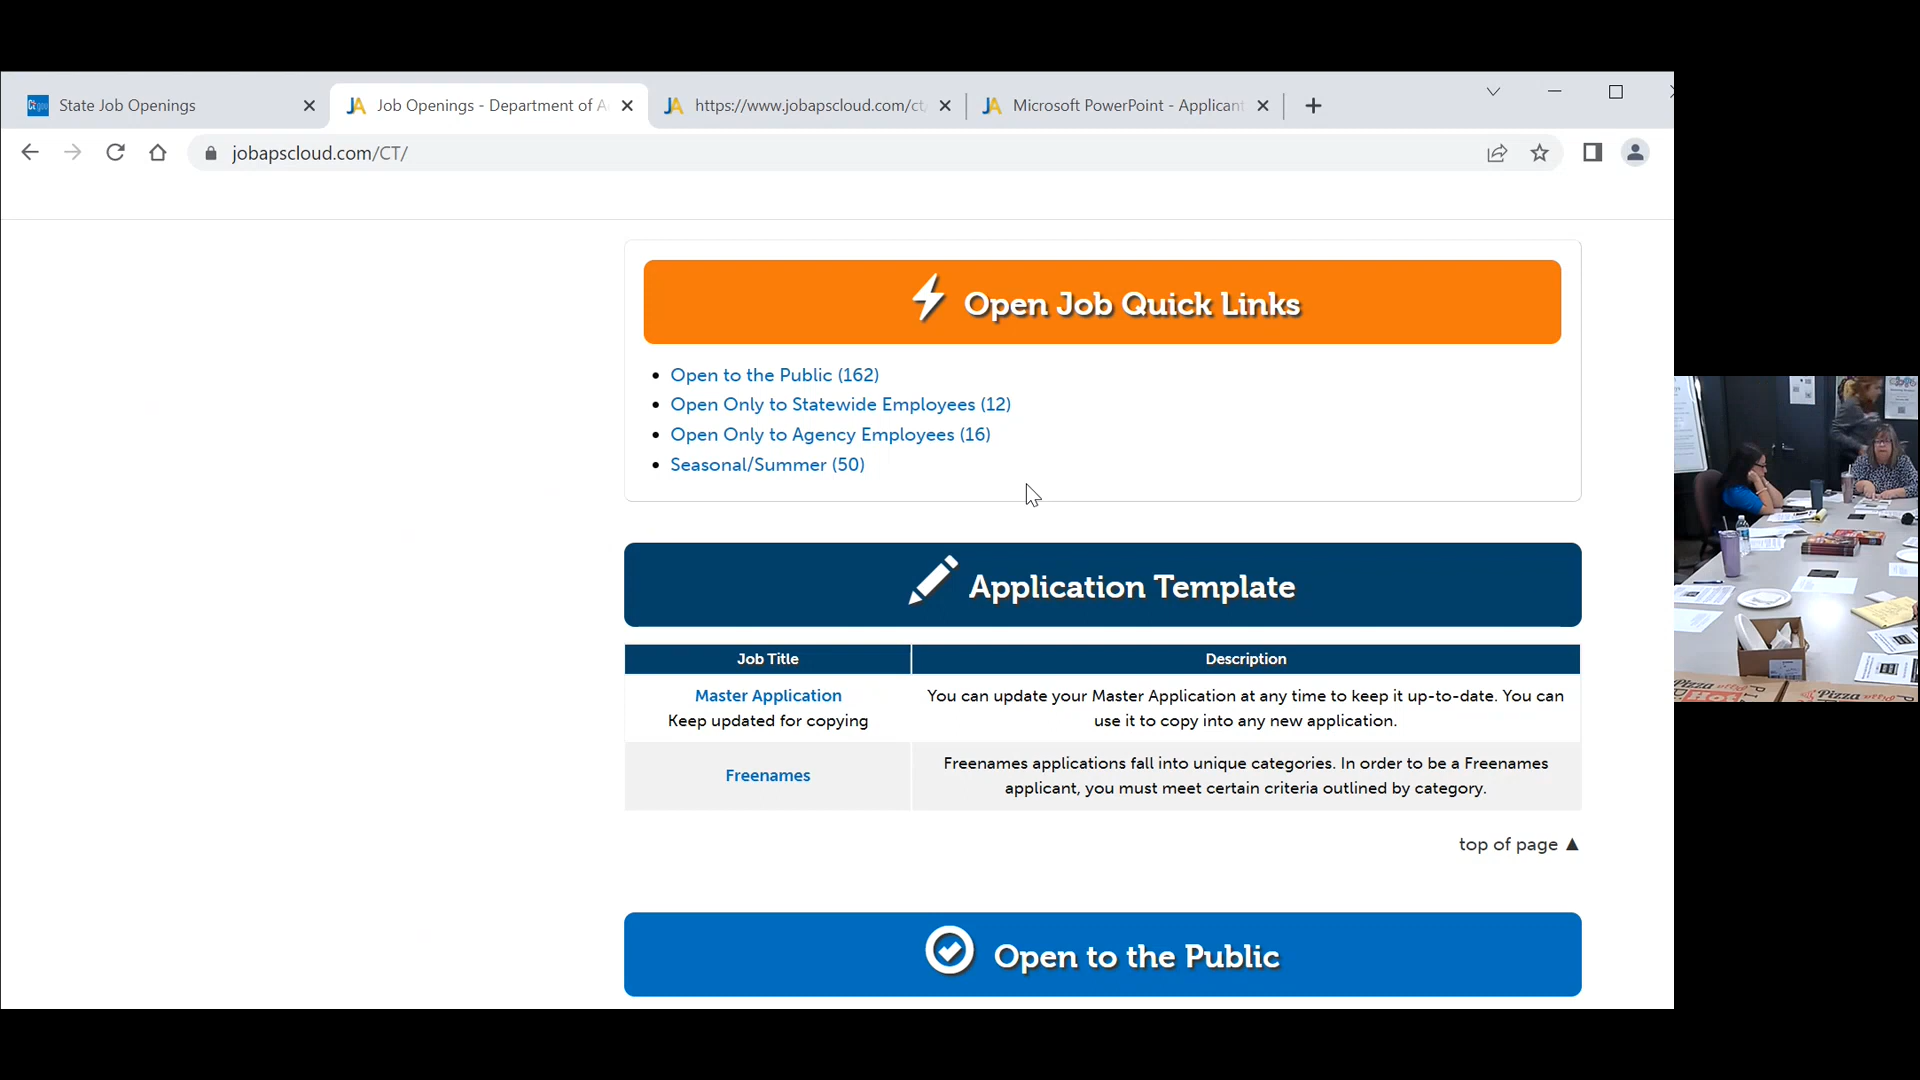 State Job Openings
Job Openings - Department of A
https://www.jobapscloud.com/ct/
Microsoft PowerPoint - Applicant
jobapscloud.com/CT/
Open Job Quick Links
Open to the Public (162)
Open Only to Statewide Employees (12)
Open Only to Agency Employees (16)
Seasonal/Summer (50)
Application Template
Job Title Description
Master Application
Keep updated for copying
You can update your Master Application at any time to keep it up-to-date. You can
use it to copy into any new application.
Freenames
Freenames applications fall into unique categories. In order to be a Freenames
applicant, you must meet certain criteria outlined by category.
top of page ▲
Open to the Public
Pizza
Pizza